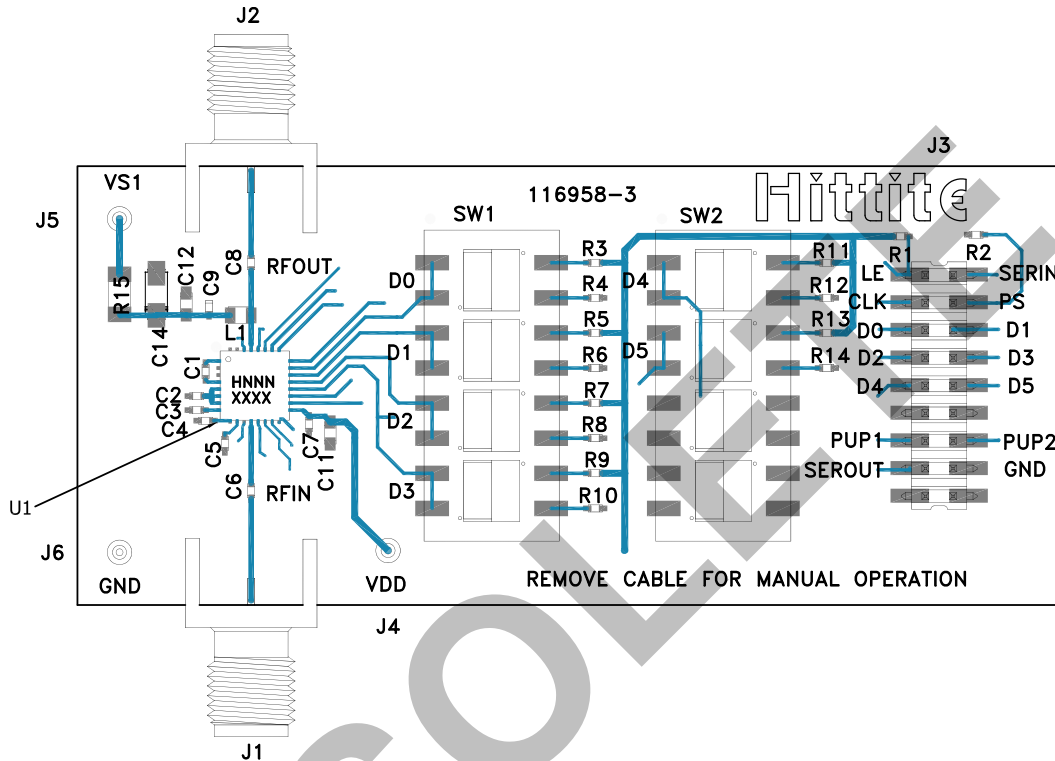 J2
J3
VS1
116958-3
Hittite
J5
SW1
SW2
R3
R11
R1
R2
C12
C9
C8
RFOUT
D0
R4
D4
R12
LE
SERIN
R15
CLK
PS
C14
L1
R5
R13
D0
D1
C1
D1
R6
D5
R14
D2
D3
HNNN
XXXX
C2
R7
D4
D5
C3
C4
D2
R8
C5
C7
C11
PUP1
PUP2
C6
RFIN
D3
R9
SEROUT
GND
R10
U1
J6
GND
VDD
REMOVE CABLE FOR MANUAL OPERATION
J4
J1
OLETE